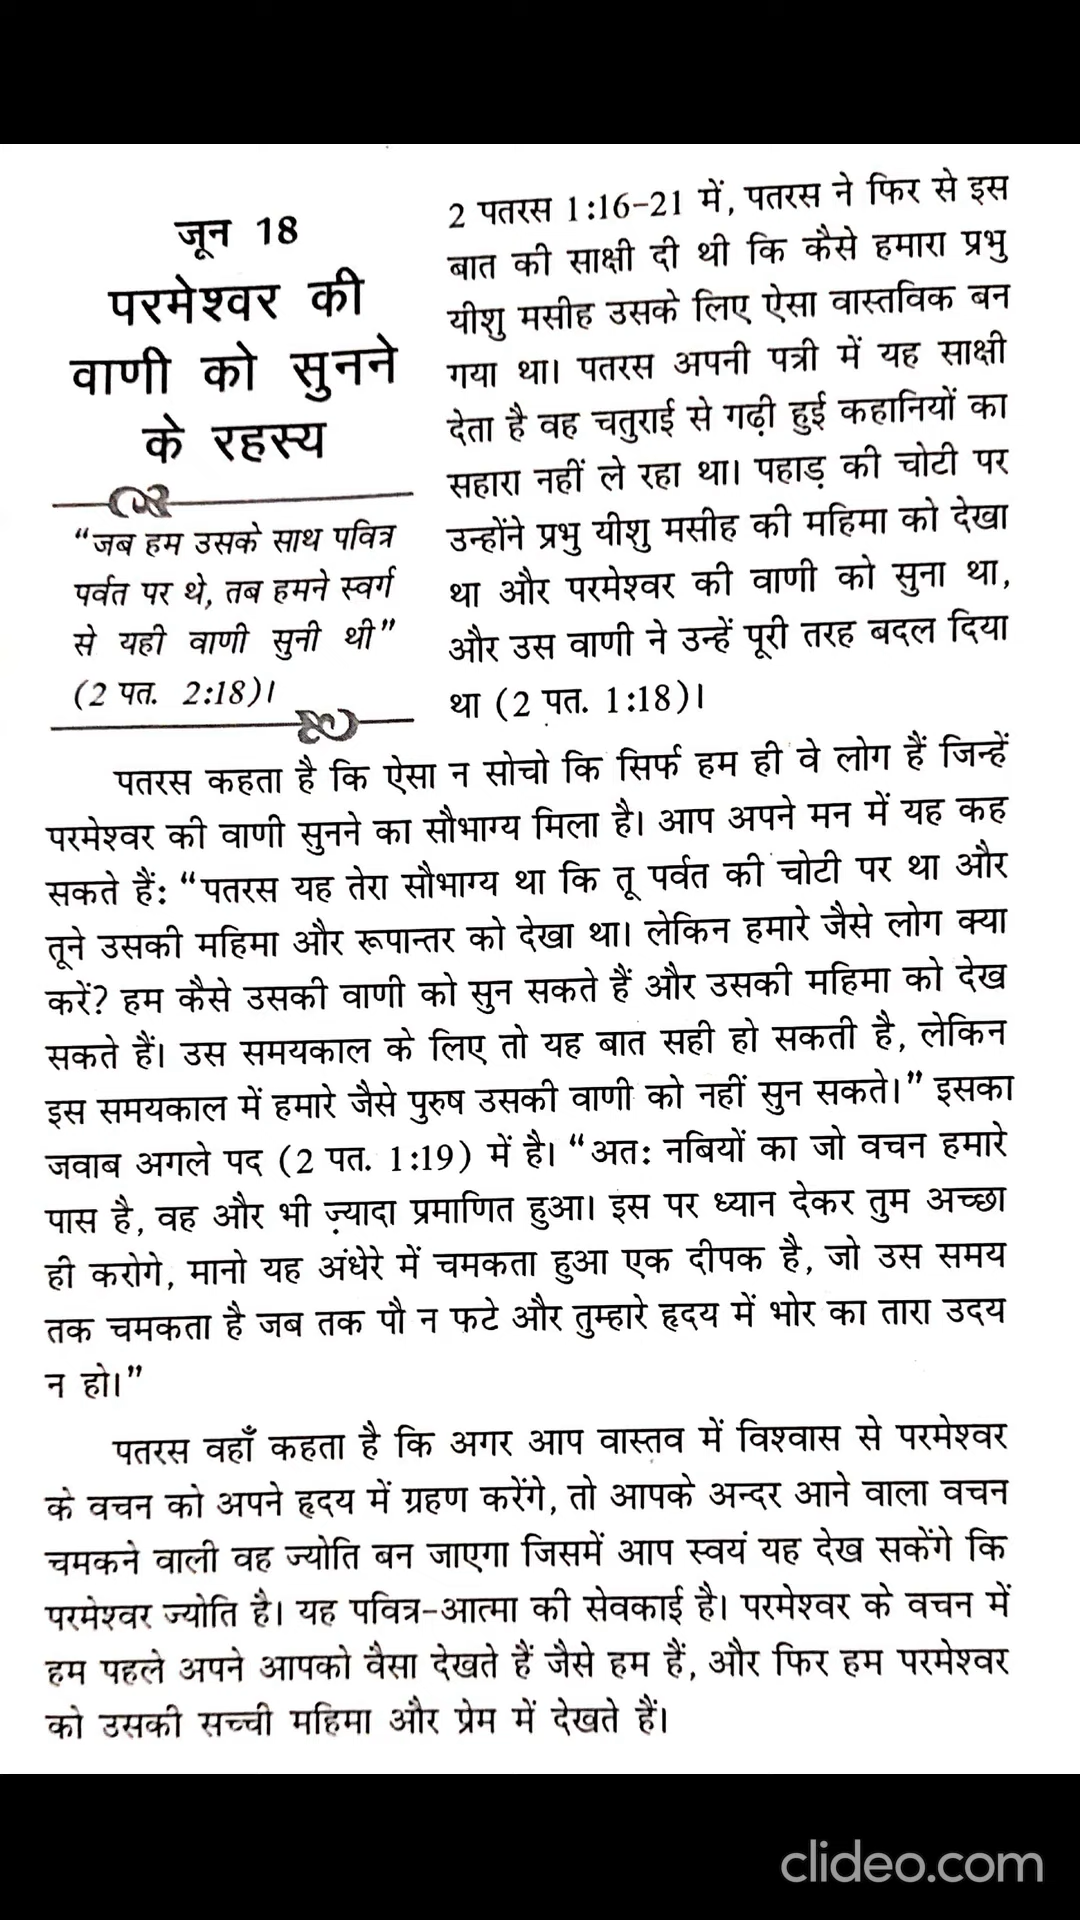 जून 18
परमेश्वर की
वाणी को सुनने
के रहस्य
“जब हम उसके साथ पवित्र
पर्वत पर थे, तब हमने स्वर्ग
से यही वाणी सुनी थी”
(2 पत. 2:18)।
2 पतरस 1:16-21 में, पतरस ने फिर से इस
बात की साक्षी दी थी कि कैसे हमारा प्रभु
यीशु मसीह उसके लिए ऐसा वास्तविक बन
गया था। पतरस अपनी पत्री में यह साक्षी
देता है वह चतुराई से गढ़ी हुई कहानियों का
सहारा नहीं ले रहा था। पहाड़ की चोटी पर
उन्होंने प्रभु यीशु मसीह की महिमा को देखा
था और परमेश्वर की वाणी को सुना था,
और उस वाणी ने उन्हें पूरी तरह बदल दिया
था (2 पत. 1:18)।
पतरस कहता है कि ऐसा न सोचो कि सिर्फ हम ही वे लोग हैं जिन्हें
परमेश्वर की वाणी सुनने का सौभाग्य मिला है। आप अपने मन में यह कह
सकते हैं: “पतरस यह तेरा सौभाग्य था कि तू पर्वत की चोटी पर था और
तूने उसकी महिमा और रूपान्तर को देखा था। लेकिन हमारे जैसे लोग क्या
करें? हम कैसे उसकी वाणी को सुन सकते हैं और उसकी महिमा को देख
सकते हैं। उस समयकाल के लिए तो यह बात सही हो सकती है, लेकिन
इस समयकाल में हमारे जैसे पुरुष उसकी वाणी को नहीं सुन सकते।” इसका
जवाब अगले पद (2 पत. 1:19) में है। “अत: नबियों का जो वचन हमारे
पास है, वह और भी ज़्यादा प्रमाणित हुआ। इस पर ध्यान देकर तुम अच्छा
ही करोगे, मानो यह अंधेरे में चमकता हुआ एक दीपक है, जो उस समय
तक चमकता है जब तक पौ न फटे और तुम्हारे हृदय में भोर का तारा उदय
न हो।”
पतरस वहाँ कहता है कि अगर आप वास्तव में विश्वास से परमेश्वर
के वचन को अपने हृदय में ग्रहण करेंगे, तो आपके अन्दर आने वाला वचन
चमकने वाली वह ज्योति बन जाएगा जिसमें आप स्वयं यह देख सकेंगे कि
परमेश्वर ज्योति है। यह पवित्र-आत्मा की सेवकाई है। परमेश्वर के वचन में
हम पहले अपने आपको वैसा देखते हैं जैसे हम हैं, और फिर हम परमेश्वर
को उसकी सच्ची महिमा और प्रेम में देखते हैं।
clideo.com